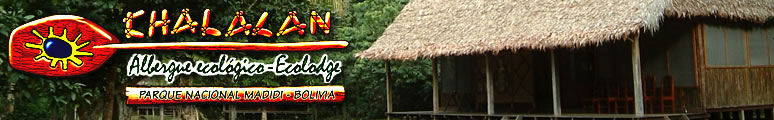 CHALALAN
Albergue ecológico-Ecolodge
PARQUE NACIONAL MADIDI - BOLIVIA